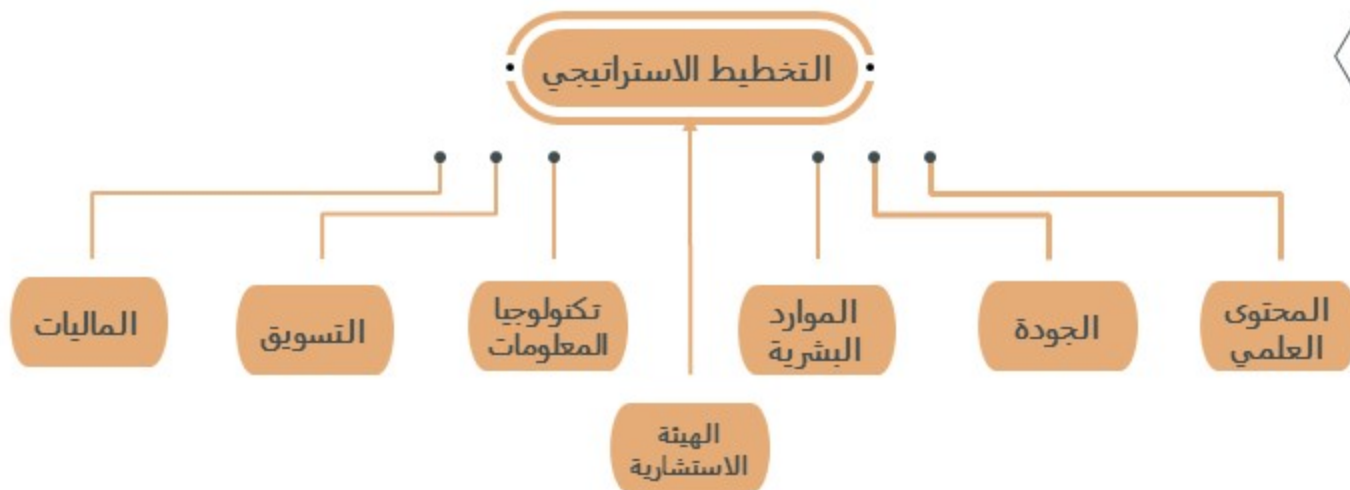 التخطيط الاستراتيجي
المحتوى
العلمي
الجودة
الموارد
البشرية
تكنولوجيا
المعلومات
التسويق
الماليات
الهيئة
الاستشارية